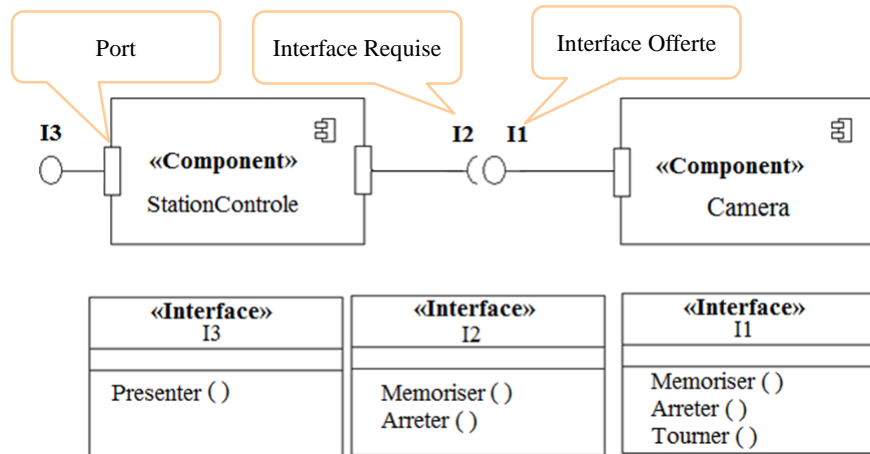 Port
Interface Requise
Interface Offerte
I3
I2
I1
«Component»
StationControle
«Component»
Camera
«Interface»
I3
Presenter ( )
«Interface»
I2
Memoriser ( )
Arreter ( )
«Interface»
I1
Memoriser ( )
Arreter ( )
Tourner ( )